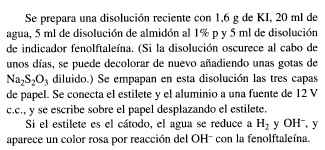 Se prepara una disolución reciente con 1,6 g de KI, 20 ml de
agua, 5 ml de disolución de almidón al 1% p y 5 ml de disolución
de indicador fenolftaleína. (Si la disolución oscurece al cabo de
unos días, se puede decolorar de nuevo añadiendo unas gotas de
Na₂S₂O₃ diluido.) Se empapan en esta disolución las tres capas
de papel. Se conecta el estilete y el aluminio a una fuente de 12 V
c.c., y se escribe sobre el papel desplazando el estilete.
Si el estilete es el cátodo, el agua se reduce a H₂ y OH⁻, y
aparece un color rosa por reacción del OH⁻ con la fenolftaleína.